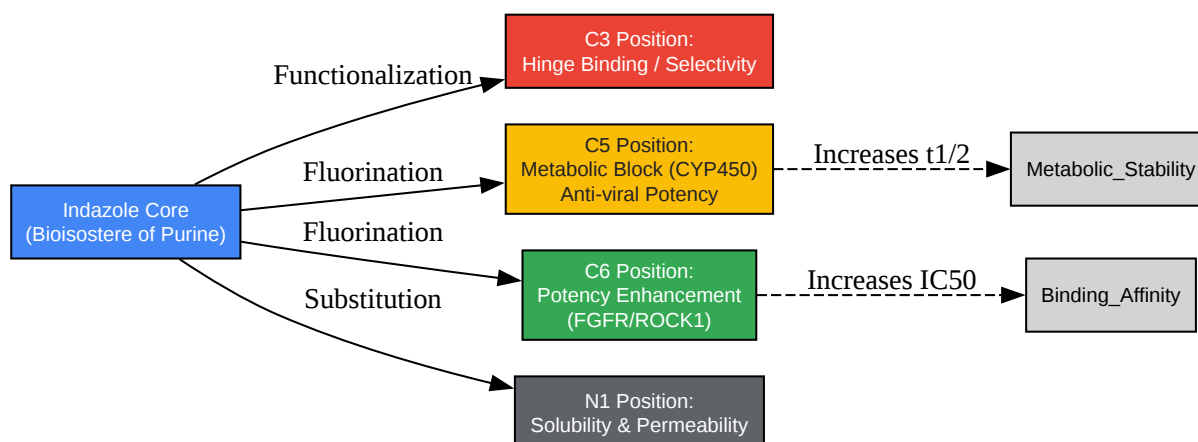 Indazole Core
(Bioisostere of Purine)
Functionalization
Fluorination
Fluorination
Substitution
C3 Position:
Hinge Binding / Selectivity
C5 Position:
Metabolic Block (CYP450)
Anti-viral Potency
C6 Position:
Potency Enhancement
(FGFR/ROCK1)
N1 Position:
Solubility & Permeability
Increases t1/2
Metabolic_Stability
Increases IC50
Binding_Affinity